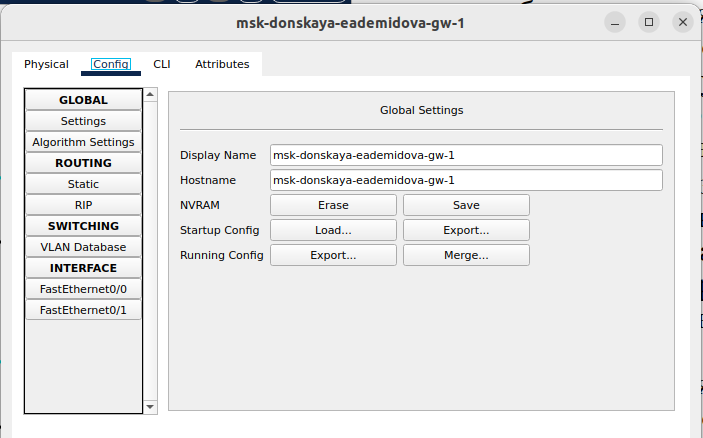 msk-donskaya-eademidova-gw-1
Physical Config CLI Attributes
GLOBAL
Settings
Algorithm Settings
ROUTING
Static
RIP
SWITCHING
VLAN Database
INTERFACE
FastEthernet0/0
FastEthernet0/1
Global Settings
Display Name msk-donskaya-eademidova-gw-1
Hostname msk-donskaya-eademidova-gw-1
NVRAM Erase Save
Startup Config Load... Export...
Running Config Export... Merge...